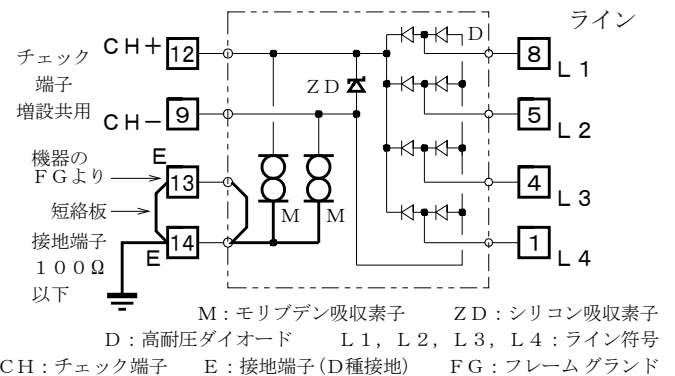 ライン
チェック
端子
増設共用
CH+ 12
CH− 9
ZD
D
8 L1
5 L2
4 L3
1 L4
機器の
FGより
E 13
短絡板
接地端子
100Ω
以下
14 E
M M
M:モリブデン吸収素子 ZD:シリコン吸収素子
D:高耐圧ダイオード L1, L2, L3, L4:ライン符号
CH:チェック端子 E:接地端子(D種接地) FG:フレームグランド